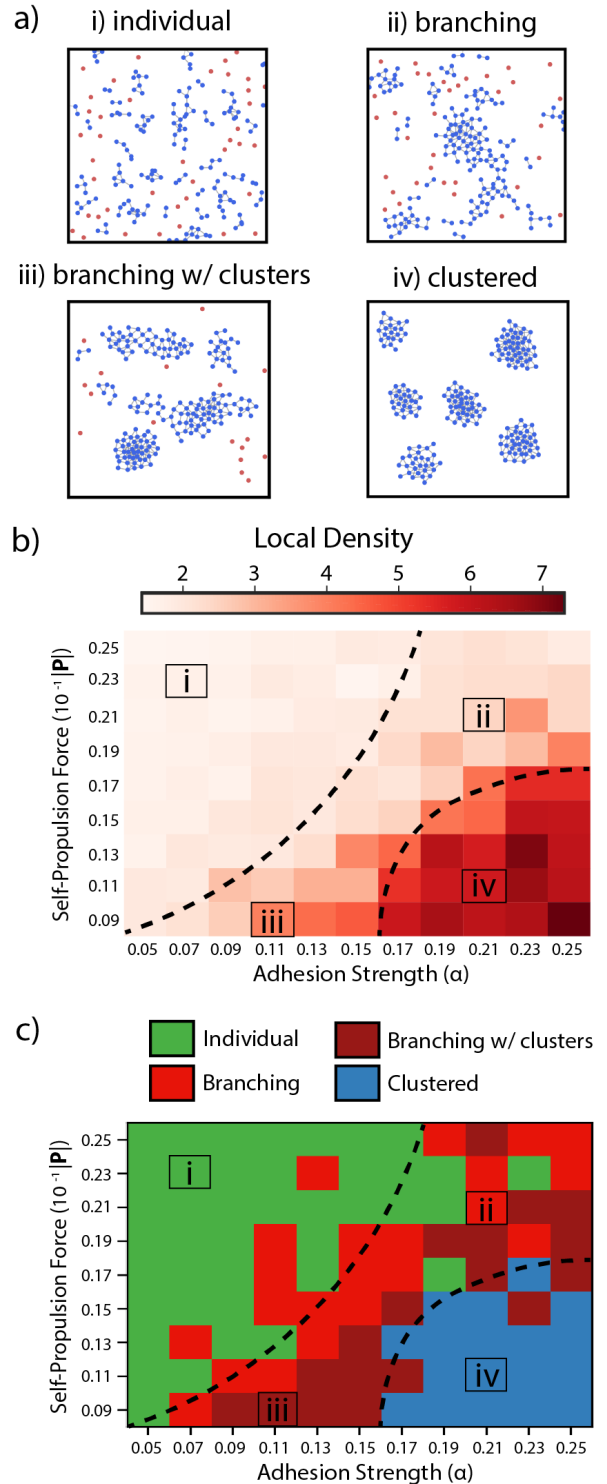 a)
i) individual
ii) branching
iii) branching w/ clusters
iv) clustered
b)
Local Density
2 3 4 5 6 7
Self-Propulsion Force (10⁻¹|P|)
0.25
0.23
0.21
0.19
0.17
0.15
0.13
0.11
0.09
i
ii
iii
iv
0.05 0.07 0.09 0.11 0.13 0.15 0.17 0.19 0.21 0.23 0.25
Adhesion Strength (α)
c)
Individual
Branching w/ clusters
Branching
Clustered
Self-Propulsion Force (10⁻¹|P|)
0.25
0.23
0.21
0.19
0.17
0.15
0.13
0.11
0.09
i
ii
iii
iv
0.05 0.07 0.09 0.11 0.13 0.15 0.17 0.19 0.21 0.23 0.25
Adhesion Strength (α)